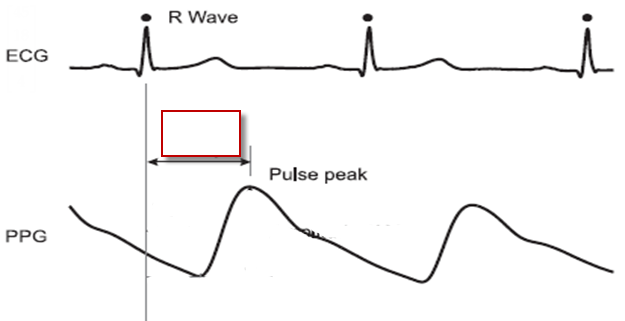 R Wave
ECG
Pulse peak
PPG